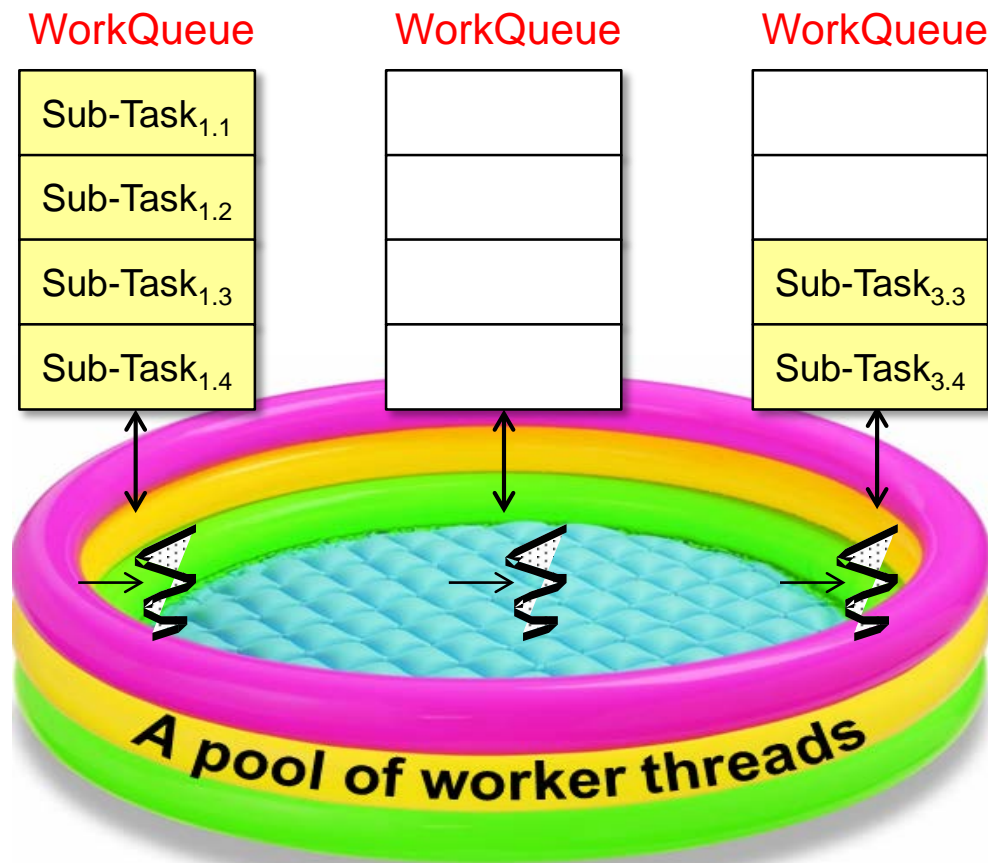 WorkQueue WorkQueue WorkQueue
Sub-Task1.1
Sub-Task1.2
Sub-Task1.3 Sub-Task3.3
Sub-Task1.4 Sub-Task3.4
A pool of worker threads